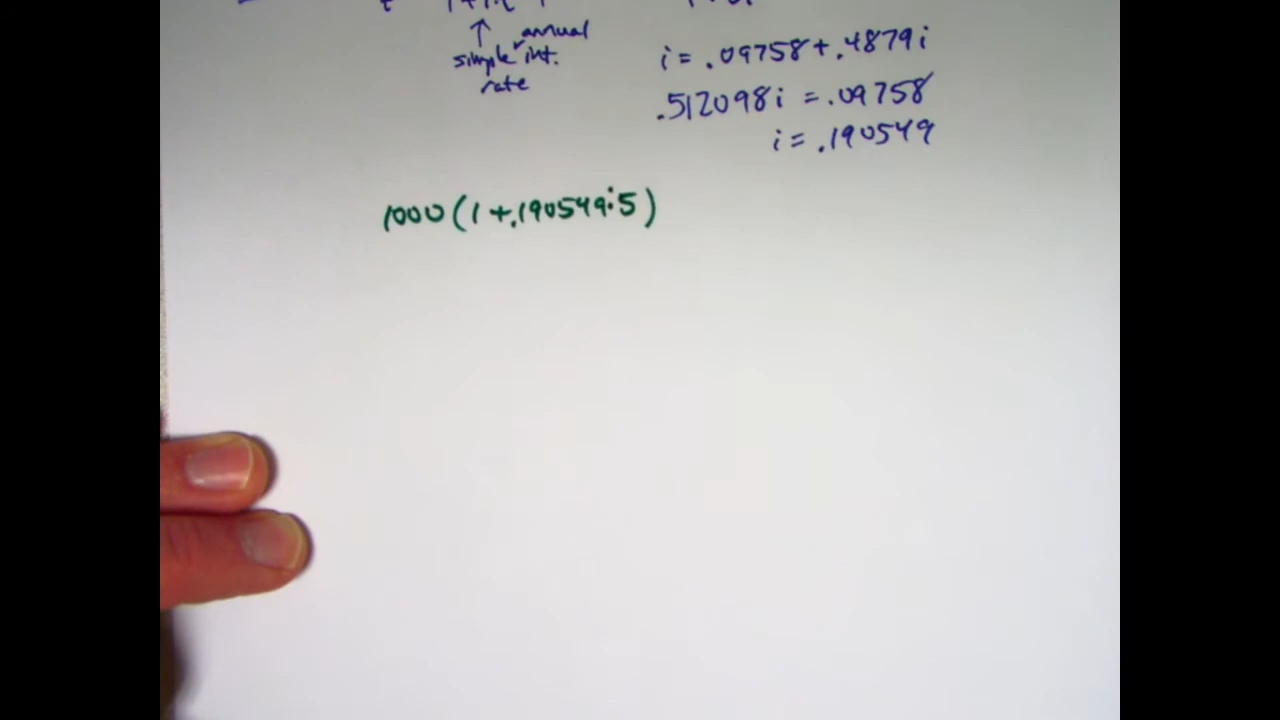 annual
simple int.
rate
i = .09758 + .4879i
.512098i = .09758
i = .190549
1000(1+.190549·5)